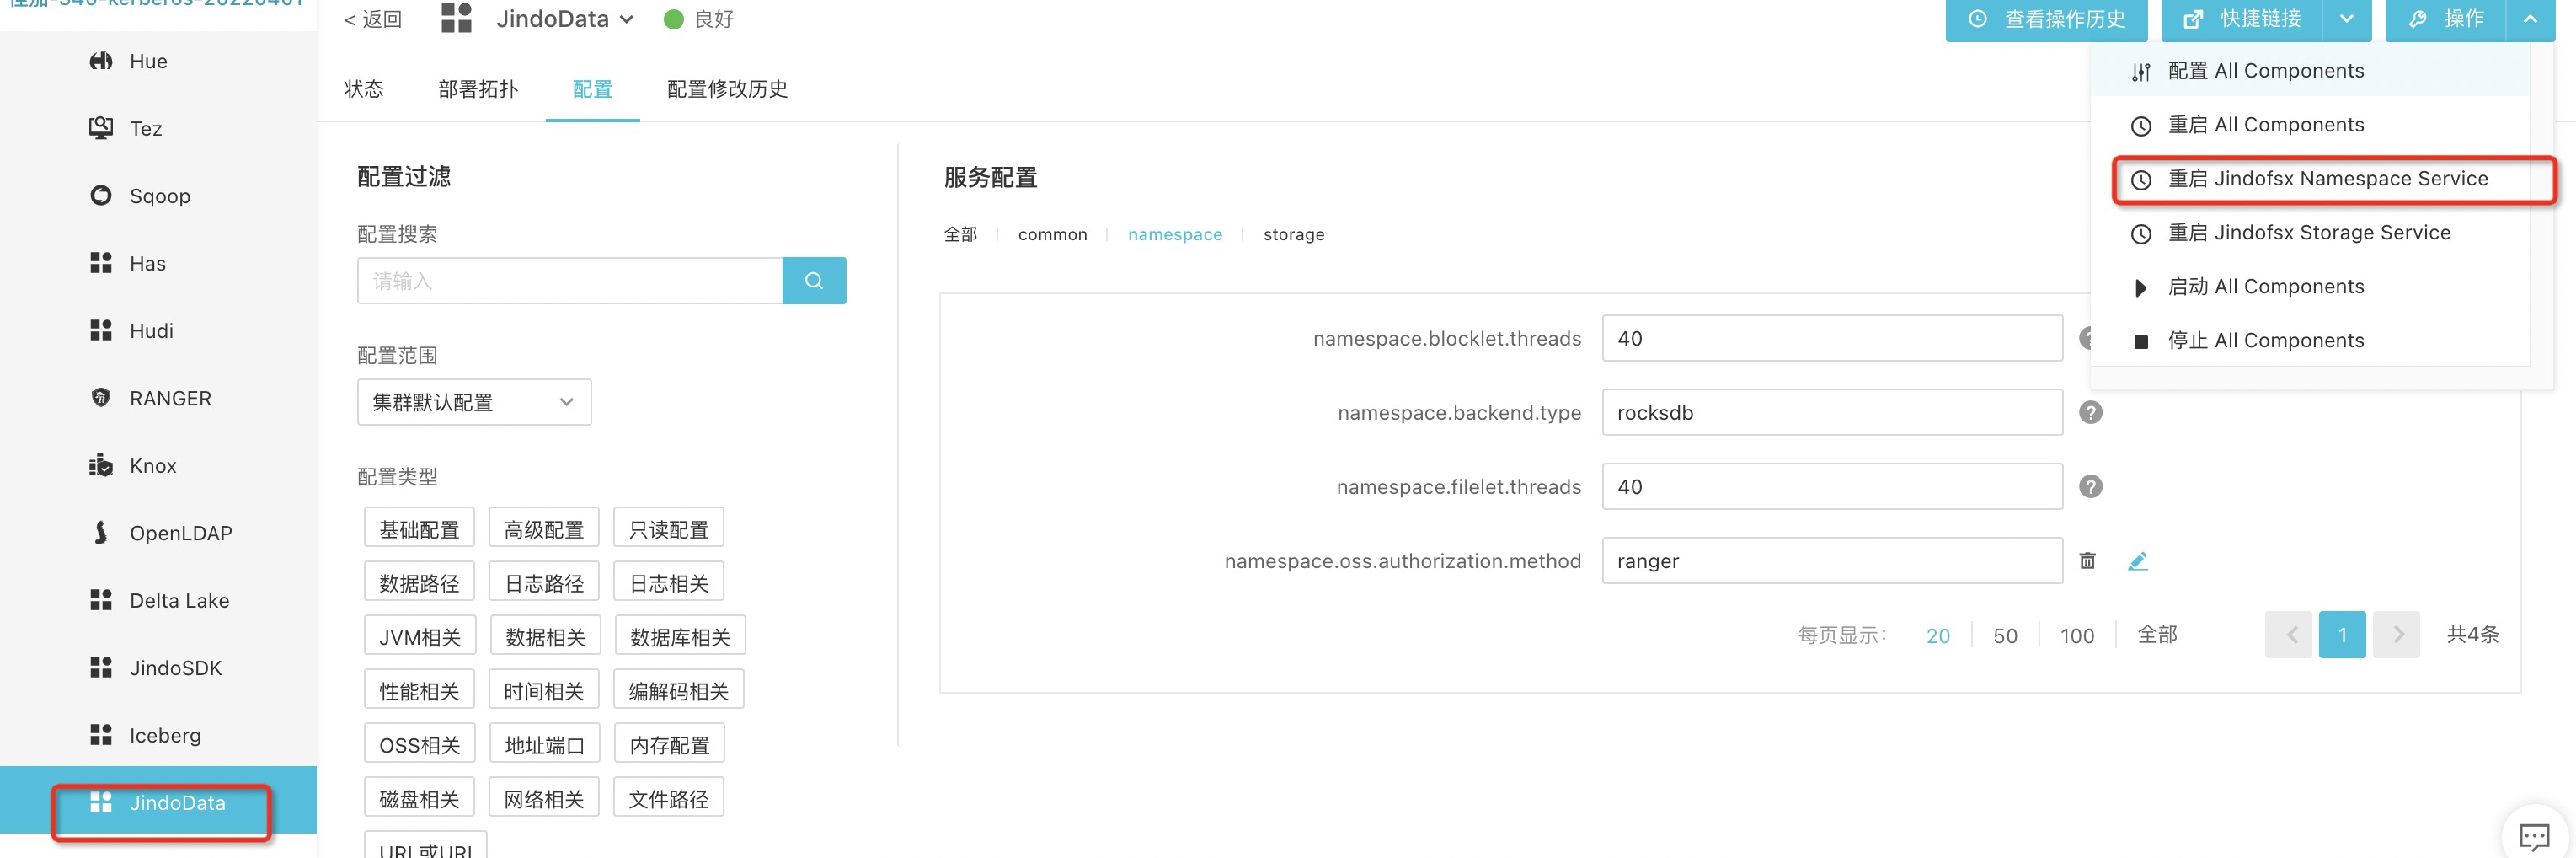 < 返回
JindoData
良好
查看操作历史
快捷链接
操作
Hue
Tez
Sqoop
Has
Hudi
RANGER
Knox
OpenLDAP
Delta Lake
JindoSDK
Iceberg
JindoData
状态
部署拓扑
配置
配置修改历史
配置过滤
配置搜索
请输入
配置范围
集群默认配置
配置类型
基础配置 高级配置 只读配置
数据路径 日志路径 日志相关
JVM相关 数据相关 数据库相关
性能相关 时间相关 编解码相关
OSS相关 地址端口 内存配置
磁盘相关 网络相关 文件路径
服务配置
全部 common namespace storage
namespace.blocklet.threads 40
namespace.backend.type rocksdb
namespace.filelet.threads 40
namespace.oss.authorization.method ranger
每页显示: 20 50 100 全部 < 1 > 共4条
配置 All Components
重启 All Components
重启 Jindofsx Namespace Service
重启 Jindofsx Storage Service
启动 All Components
停止 All Components